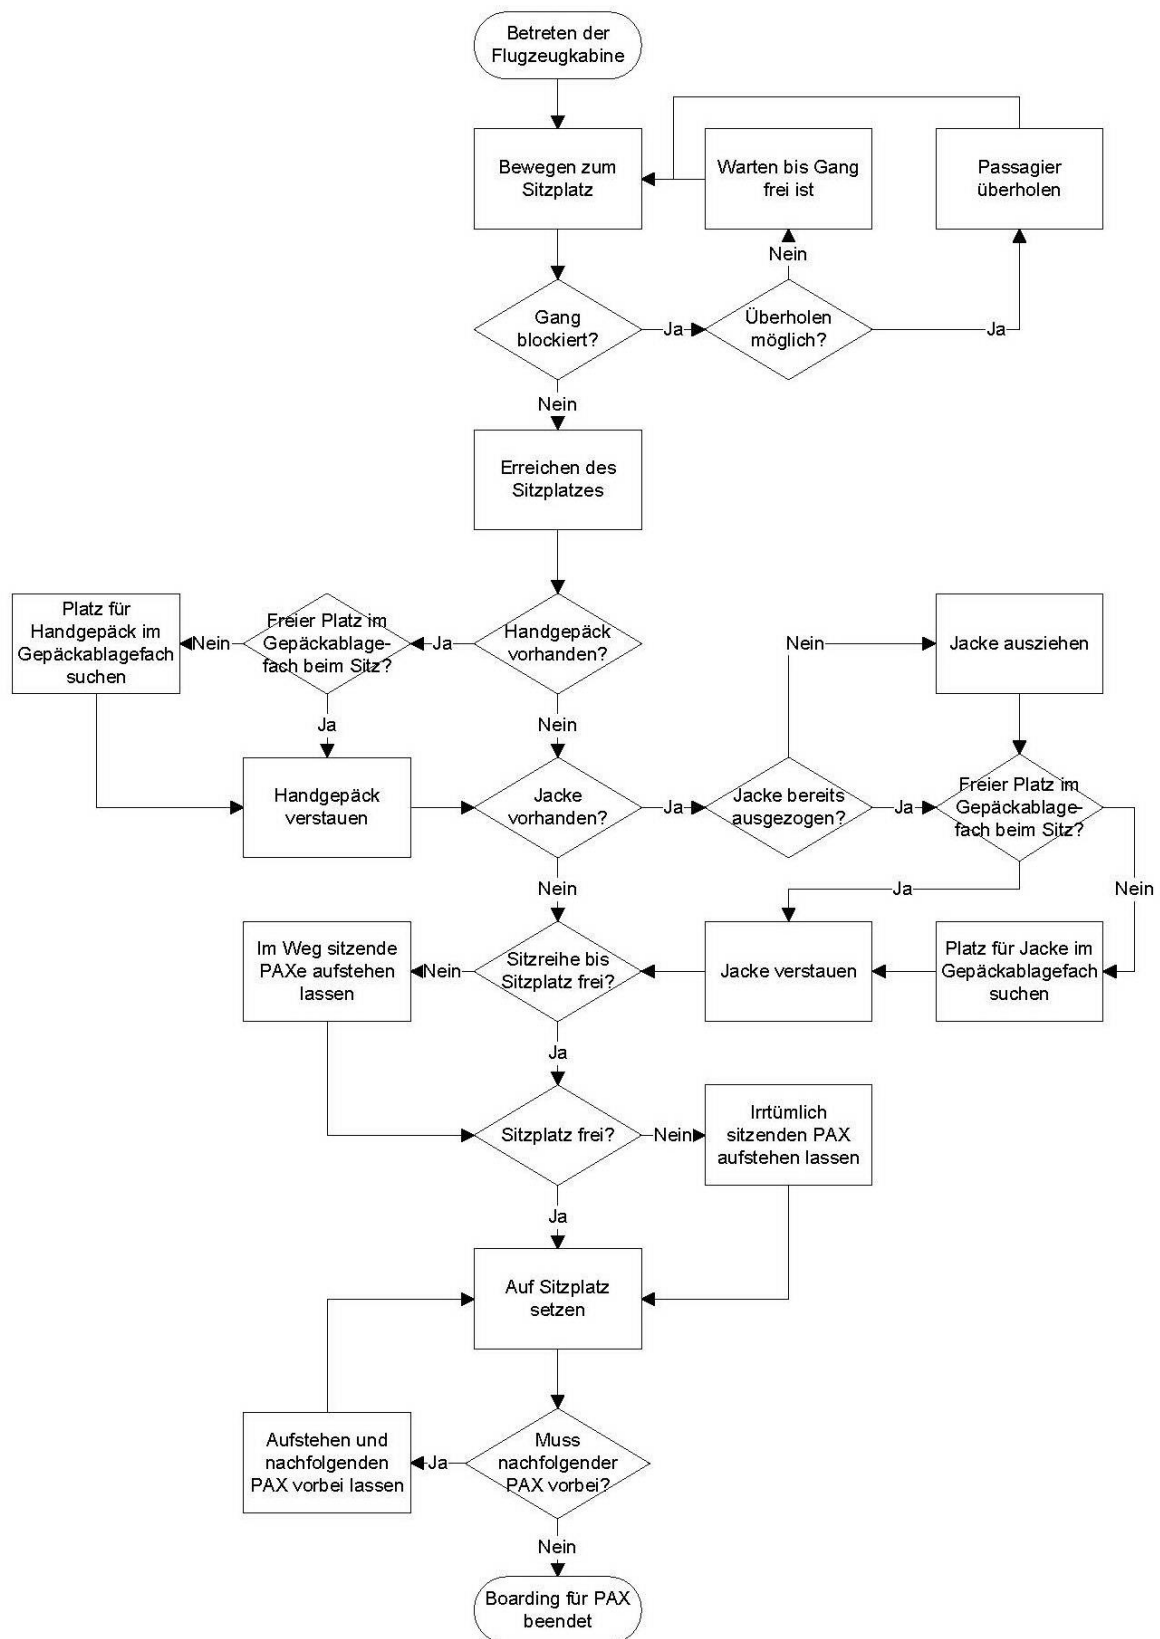 Betreten der
Flugzeugkabine
Bewegen zum
Sitzplatz
Warten bis Gang
frei ist
Passagier
überholen
Nein
Gang
blockiert?
Ja
Überholen
möglich?
Ja
Nein
Erreichen des
Sitzplatzes
Platz für
Handgepäck im
Gepäckablagefach
suchen
Nein
Freier Platz im
Gepäckablage-
fach beim Sitz?
Ja
Handgepäck
vorhanden?
Nein
Jacke ausziehen
Ja
Nein
Handgepäck
verstauen
Jacke
vorhanden?
Ja
Jacke bereits
ausgezogen?
Ja
Freier Platz im
Gepäckablage-
fach beim Sitz?
Nein
Ja
Nein
Im Weg sitzende
PAXe aufstehen
lassen
Nein
Sitzreihe bis
Sitzplatz frei?
Jacke verstauen
Platz für Jacke im
Gepäckablagefach
suchen
Ja
Sitzplatz frei?
Nein
Irrtümlich
sitzenden PAX
aufstehen lassen
Ja
Auf Sitzplatz
setzen
Aufstehen und
nachfolgenden
PAX vorbei lassen
Ja
Muss
nachfolgender
PAX vorbei?
Nein
Boarding für PAX
beendet